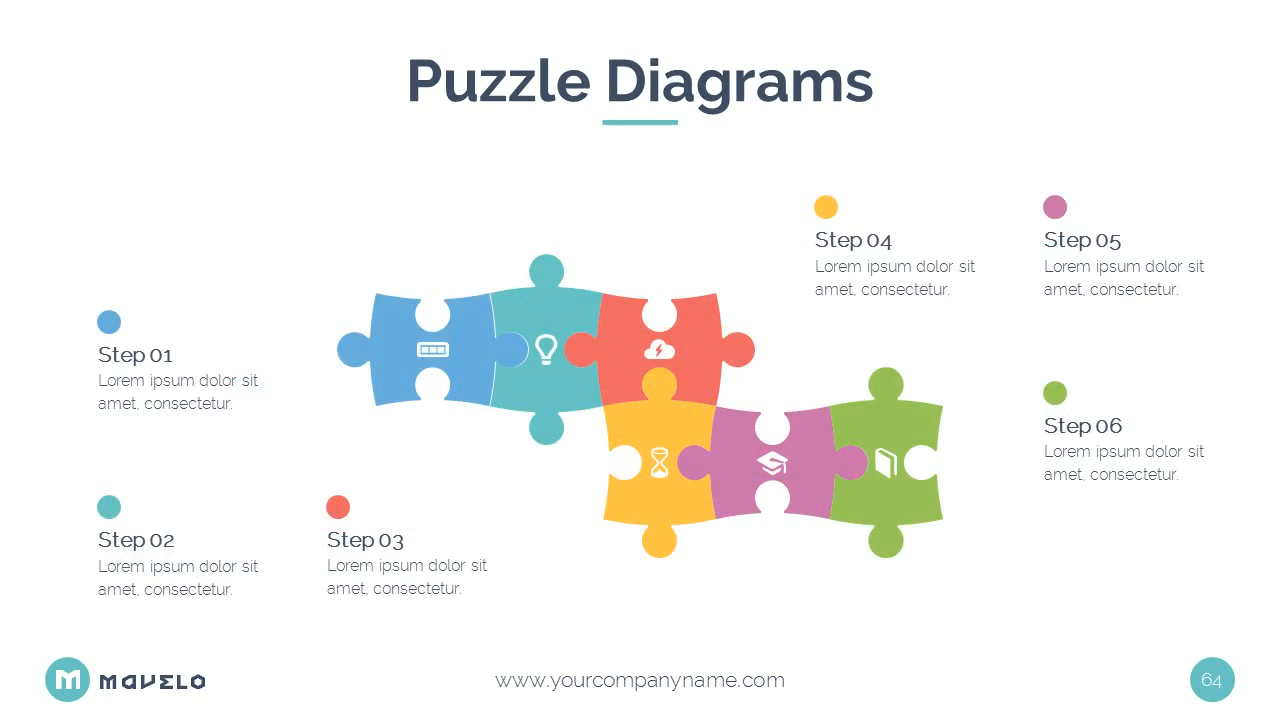 Puzzle Diagrams
Step 01
Lorem ipsum dolor sit
amet, consectetur.
Step 02
Lorem ipsum dolor sit
amet, consectetur.
Step 03
Lorem ipsum dolor sit
amet, consectetur.
Step 04
Lorem ipsum dolor sit
amet, consectetur.
Step 05
Lorem ipsum dolor sit
amet, consectetur.
Step 06
Lorem ipsum dolor sit
amet, consectetur.
M MAVELO
www.yourcompanyname.com
64